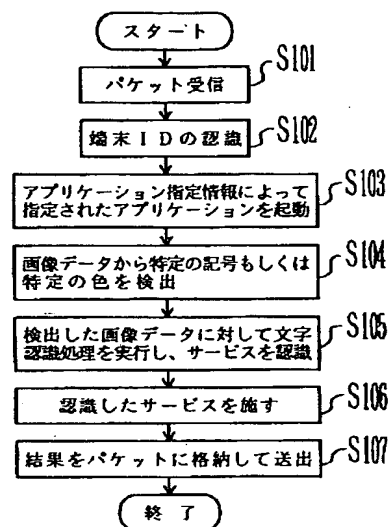 スタート
S101
パケット受信
S102
端末IDの認識
S103
アプリケーション指定情報によって
指定されたアプリケーションを起動
S104
画像データから特定の記号もしくは
特定の色を検出
S105
検出した画像データに対して文字
認識処理を実行し、サービスを認識
S106
認識したサービスを施す
S107
結果をパケットに格納して送出
終了